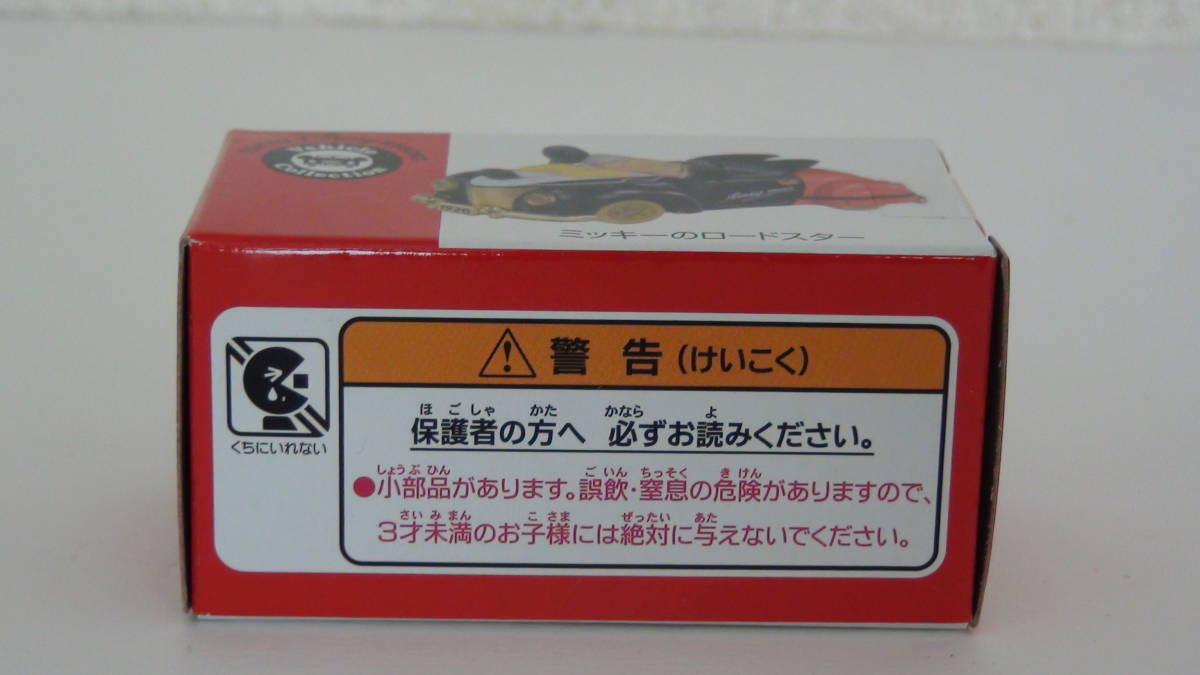 Vehicle
Collection
1928
ミッキーのロードスター
警告(けいこく)
くちにいれない
ほごしゃ かた かなら よ
保護者の方へ 必ずお読みください。
しょうぶひん ごいん ちっそく きけん
●小部品があります。誤飲・窒息の危険がありますので、
さいみまん こさま ぜったい あた
3才未満のお子様には絶対に与えないでください。